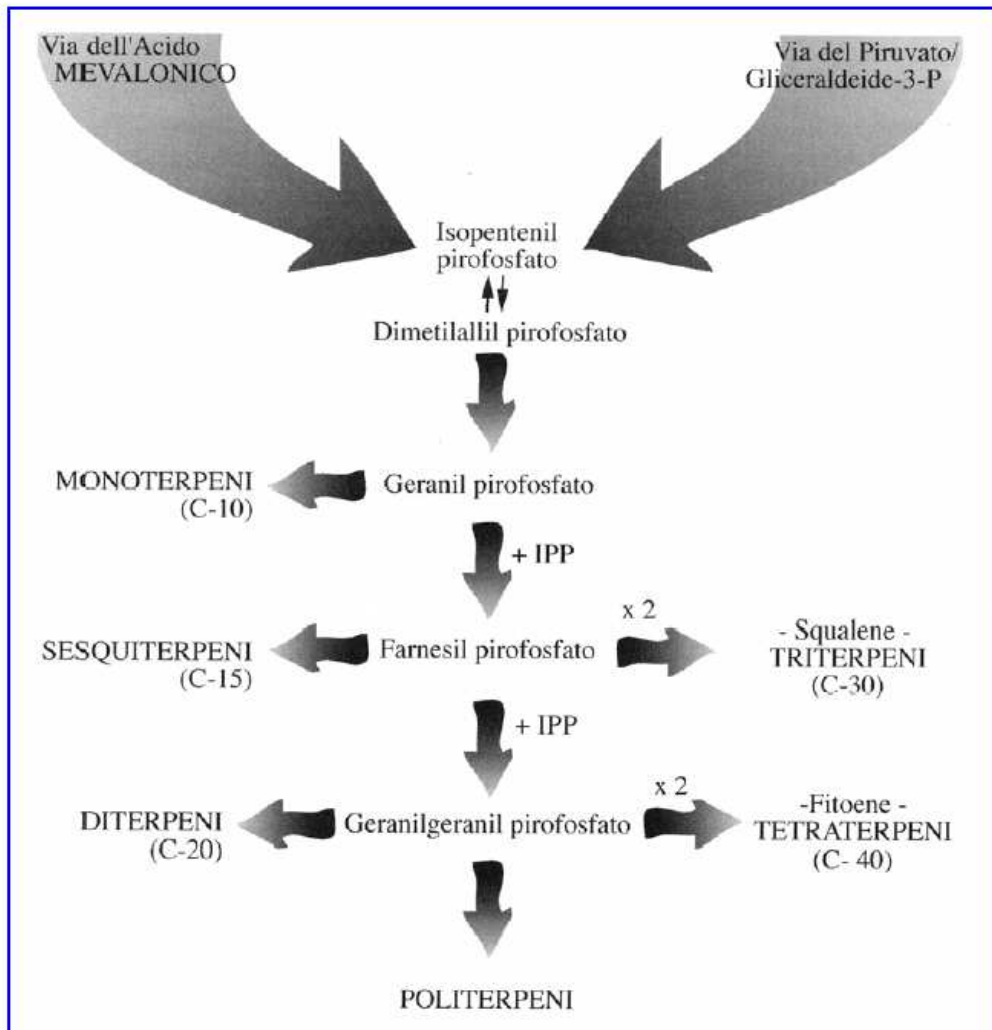 Via dell'Acido
MEVALONICO
Via del Piruvato/
Gliceraldeide-3-P
Isopentenil
pirofosfato
Dimetilallil pirofosfato
MONOTERPENI
(C-10)
Geranil pirofosfato
+ IPP
x 2
SESQUITERPENI
(C-15)
Farnesil pirofosfato
- Squalene -
TRITERPENI
(C-30)
+ IPP
x 2
DITERPENI
(C-20)
Geranilgeranil pirofosfato
-Fitoene -
TETRATERPENI
(C- 40)
POLITERPENI